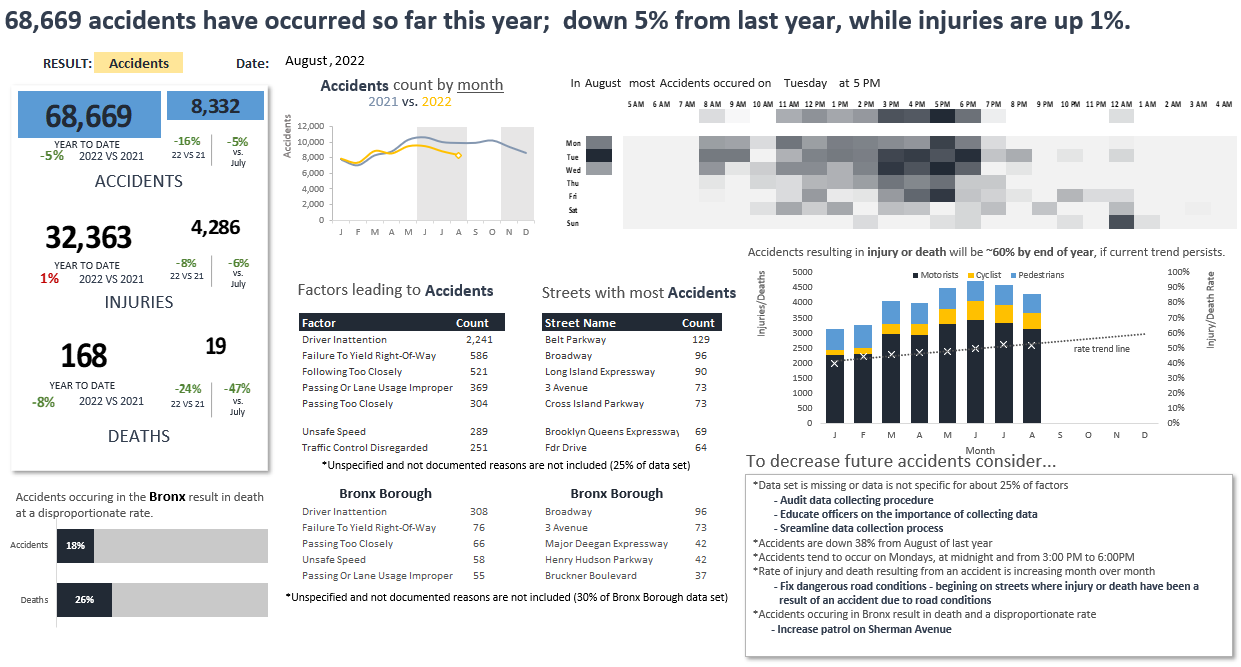 68,669 accidents have occurred so far this year;  down 5% from last year, while injuries are up 1%.
RESULT: Accidents Date: August, 2022
68,669 8,332
YEAR TO DATE
-5% 2022 VS 2021
-16% -5%
22 VS 21 vs.
July
ACCIDENTS
32,363 4,286
YEAR TO DATE
1% 2022 VS 2021
-8% -6%
22 VS 21 vs.
July
INJURIES
168 19
YEAR TO DATE
-8% 2022 VS 2021
-24% -47%
22 VS 21 vs.
July
DEATHS
Accidents occuring in the Bronx result in death
at a disproportionate rate.
Accidents 18%
Deaths 26%
Accidents count by month
2021 vs. 2022
Accidents
12,000
10,000
8,000
6,000
4,000
2,000
0
J F M A M J J A S O N D
In August most Accidents occured on Tuesday at 5 PM
5 AM 6 AM 7 AM 8 AM 9 AM 10 AM 11 AM 12 PM 1 PM 2 PM 3 PM 4 PM 5 PM 6 PM 7 PM 8 PM 9 PM 10 PM 11 PM 12 AM 1 AM 2 AM 3 AM 4 AM
Mon
Tue
Wed
Thu
Fri
Sat
Sun
Factors leading to Accidents
Factor Count
Driver Inattention 2,241
Failure To Yield Right-Of-Way 586
Following Too Closely 521
Passing Or Lane Usage Improper 369
Passing Too Closely 304
Unsafe Speed 289
Traffic Control Disregarded 251
Streets with most Accidents
Street Name Count
Belt Parkway 129
Broadway 96
Long Island Expressway 90
3 Avenue 73
Cross Island Parkway 73
Brooklyn Queens Expressway 69
Fdr Drive 64
*Unspecified and not documented reasons are not included (25% of data set)
Bronx Borough
Driver Inattention 308
Failure To Yield Right-Of-Way 76
Passing Too Closely 66
Unsafe Speed 58
Passing Or Lane Usage Improper 55
Bronx Borough
Broadway 96
3 Avenue 73
Major Deegan Expressway 42
Henry Hudson Parkway 42
Bruckner Boulevard 37
*Unspecified and not documented reasons are not included (30% of Bronx Borough data set)
Accidencts resulting in injury or death will be ~60% by end of year, if current trend persists.
Motorists Cyclist Pedestrians
Injuries/Deaths
5000
4500
4000
3500
3000
2500
2000
1500
1000
500
0
100%
90%
80%
70%
60%
50%
40%
30%
20%
10%
0%
Injury/Death Rate
rate trend line
J F M A M J J A S O N D
Month
To decrease future accidents consider...
*Data set is missing or data is not specific for about 25% of factors
- Audit data collecting procedure
- Educate officers on the importance of collecting data
- Sreamline data collection process
*Accidents are down 38% from August of last year
*Accidents tend to occur on Mondays, at midnight and from 3:00 PM to 6:00PM
*Rate of injury and death resulting from an accident is increasing month over month
- Fix dangerous road conditions - begining on streets where injury or death have been a
result of an accident due to road conditions
*Accidents occuring in Bronx result in death and a disproportionate rate
- Increase patrol on Sherman Avenue